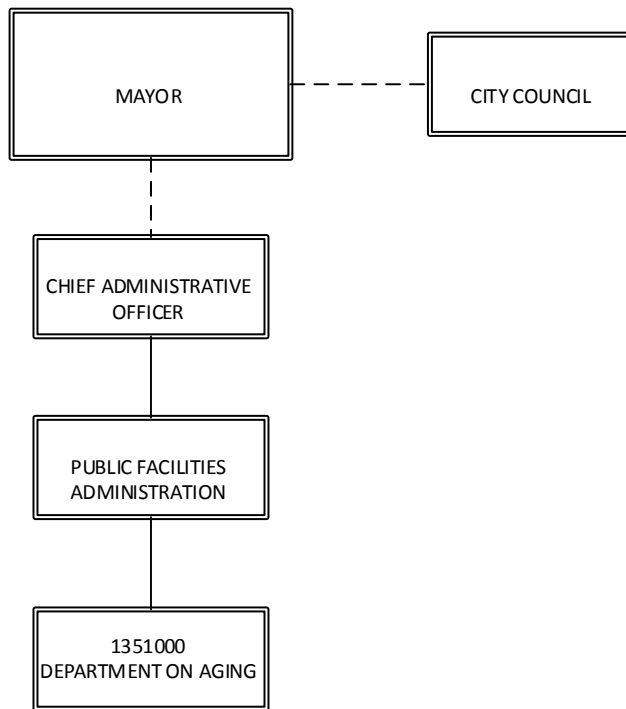 MAYOR
CITY COUNCIL
CHIEF ADMINISTRATIVE
OFFICER
PUBLIC FACILITIES
ADMINISTRATION
1351000
DEPARTMENT ON AGING